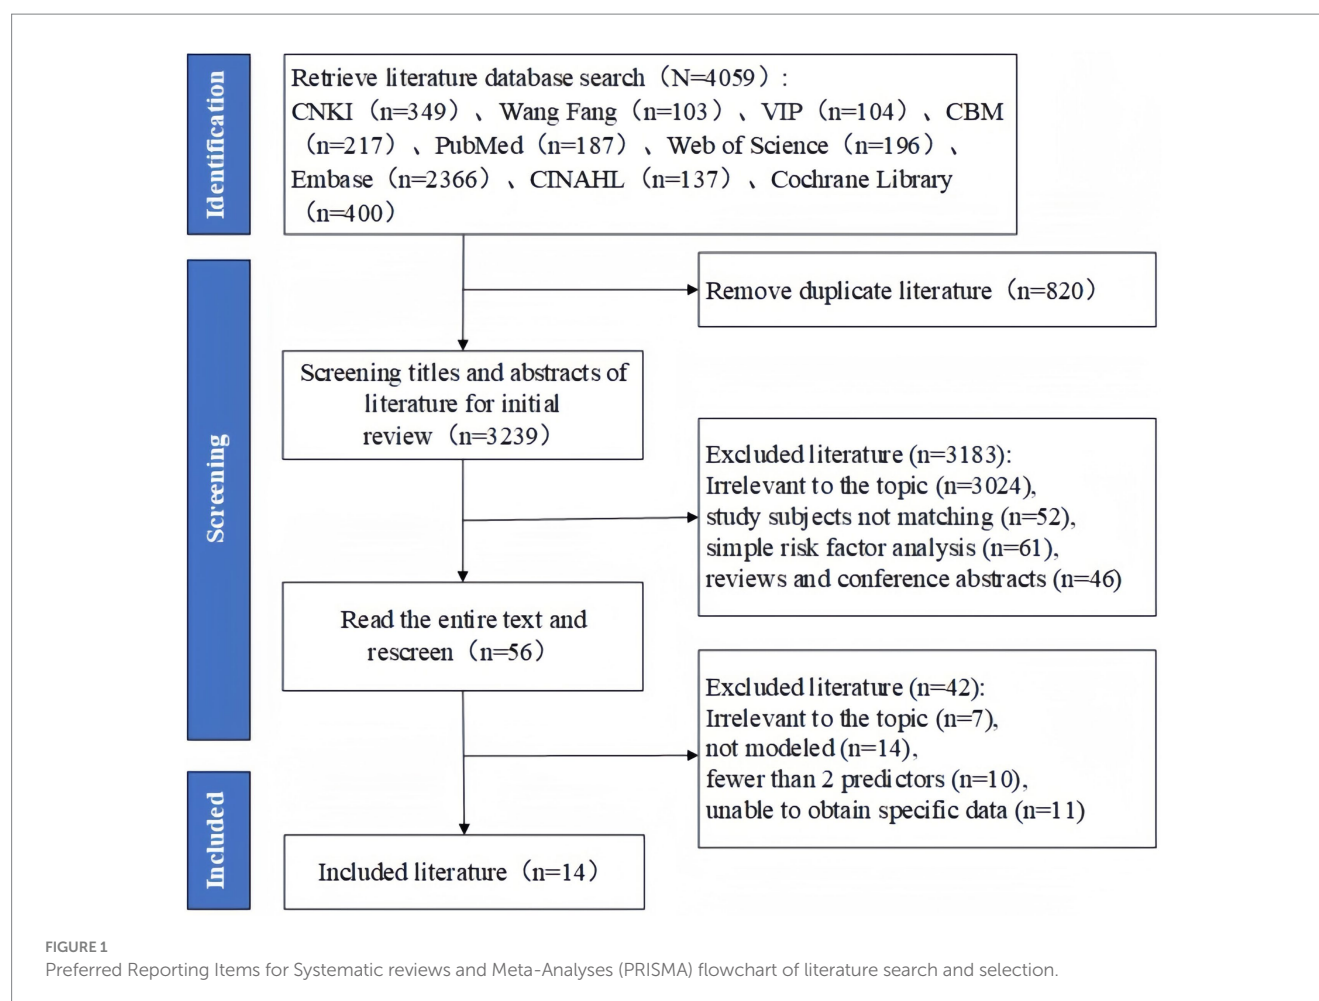 Identification
Retrieve literature database search（N=4059）:
CNKI（n=349）、Wang Fang（n=103）、VIP（n=104）、CBM
（n=217）、PubMed（n=187）、Web of Science（n=196）、
Embase（n=2366）、CINAHL（n=137）、Cochrane Library
（n=400）
Screening
Remove duplicate literature（n=820）
Screening titles and abstracts of
literature for initial
review（n=3239）
Excluded literature (n=3183):
Irrelevant to the topic (n=3024),
study subjects not matching (n=52),
simple risk factor analysis (n=61),
reviews and conference abstracts (n=46)
Read the entire text and
rescreen（n=56）
Excluded literature (n=42):
Irrelevant to the topic (n=7),
not modeled (n=14),
fewer than 2 predictors (n=10),
unable to obtain specific data (n=11)
Included
Included literature（n=14）
FIGURE 1
Preferred Reporting Items for Systematic reviews and Meta-Analyses (PRISMA) flowchart of literature search and selection.